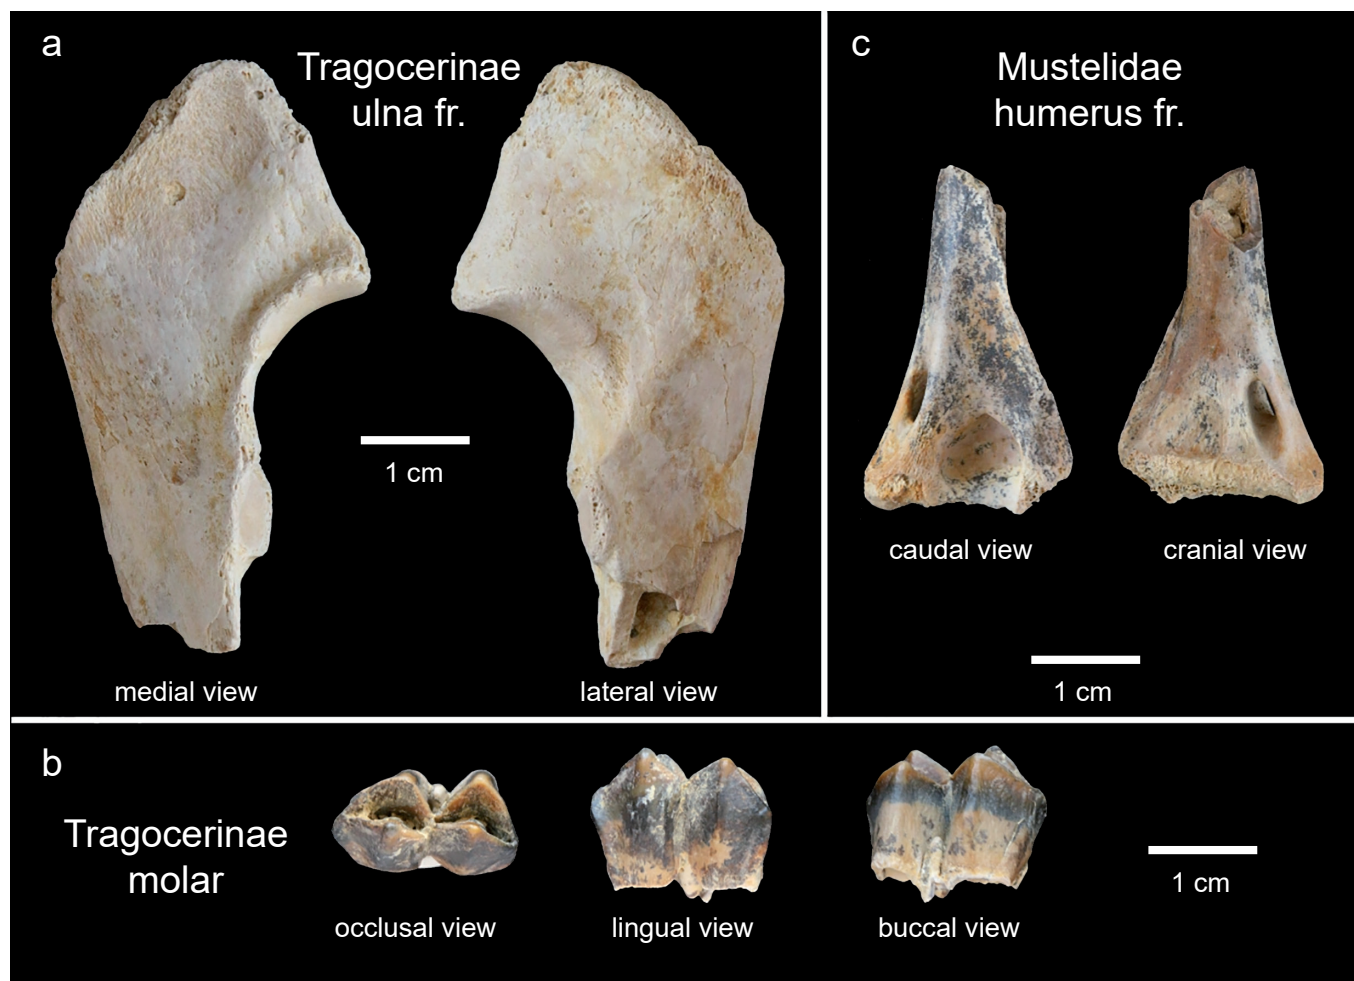 a
Tragocerinae
ulna fr.
1 cm
medial view
lateral view
c
Mustelidae
humerus fr.
caudal view
cranial view
1 cm
b
Tragocerinae
molar
occlusal view
lingual view
buccal view
1 cm